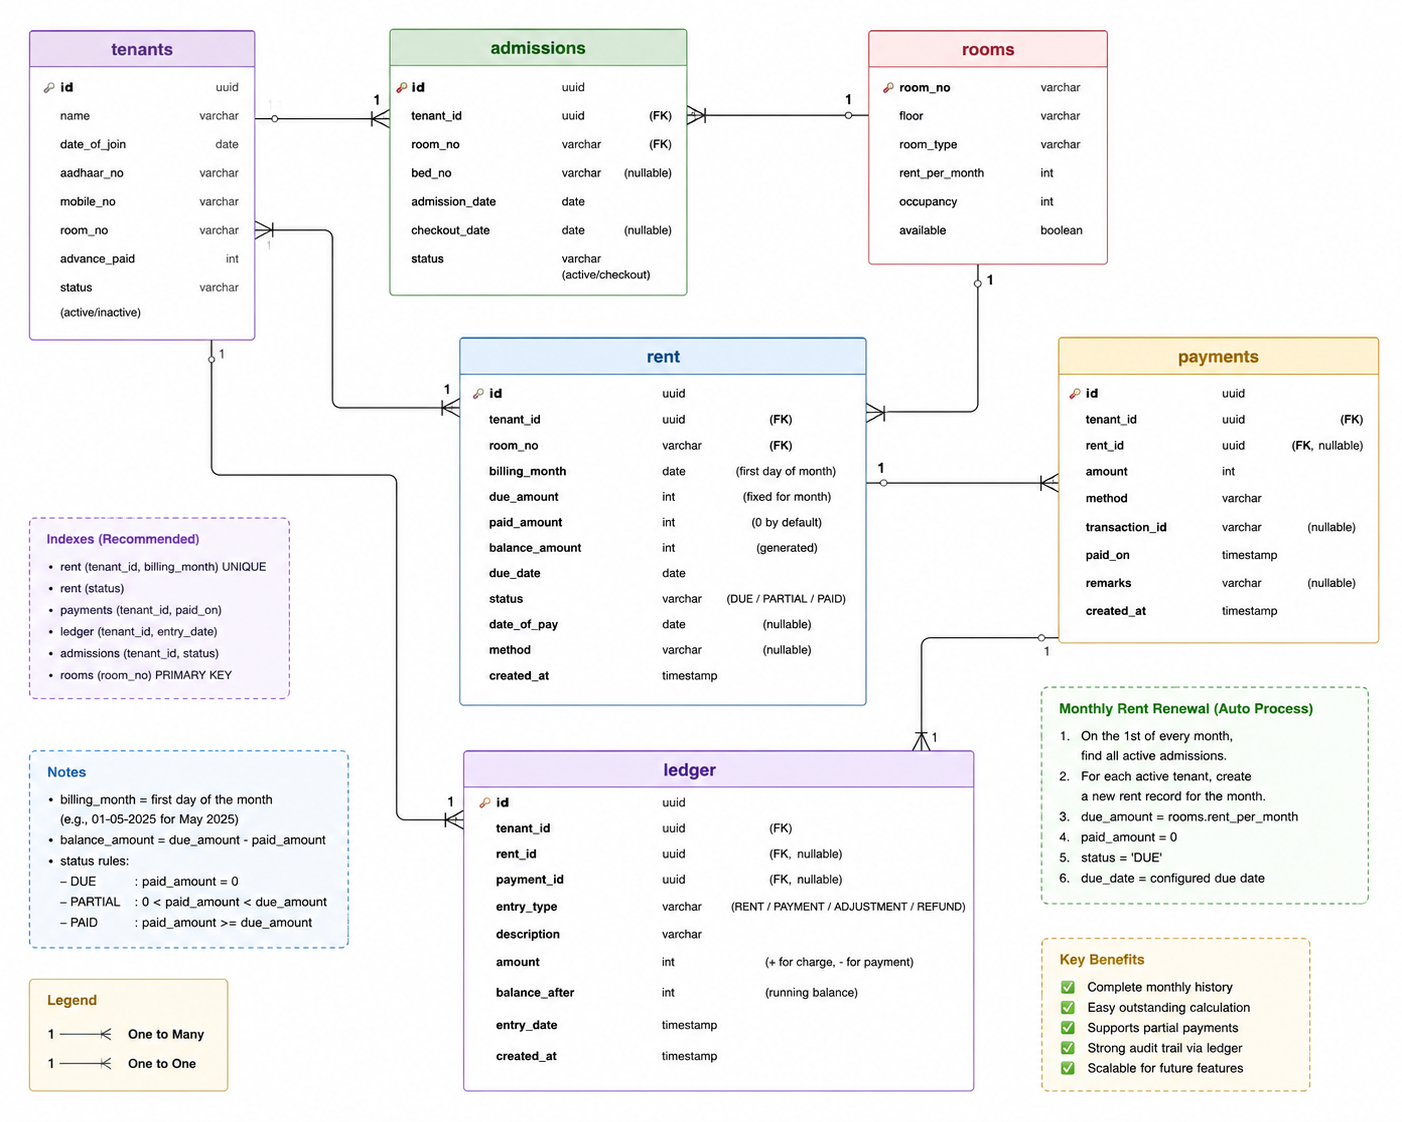 tenants
id uuid
name varchar
date_of_join date
aadhaar_no varchar
mobile_no varchar
room_no varchar
advance_paid int
status varchar
(active/inactive)
1
1
1
admissions
id uuid
tenant_id uuid (FK)
room_no varchar (FK)
bed_no varchar (nullable)
admission_date date
checkout_date date (nullable)
status varchar
(active/checkout)
1
rooms
room_no varchar
floor varchar
room_type varchar
rent_per_month int
occupancy int
available boolean
1
1
rent
id uuid
tenant_id uuid (FK)
room_no varchar (FK)
billing_month date (first day of month)
due_amount int (fixed for month)
paid_amount int (0 by default)
balance_amount int (generated)
due_date date
status varchar (DUE / PARTIAL / PAID)
date_of_pay date (nullable)
method varchar (nullable)
created_at timestamp
1
payments
id uuid
tenant_id uuid (FK)
rent_id uuid (FK, nullable)
amount int
method varchar
transaction_id varchar (nullable)
paid_on timestamp
remarks varchar (nullable)
created_at timestamp
1
1
Indexes (Recommended)
• rent (tenant_id, billing_month) UNIQUE
• rent (status)
• payments (tenant_id, paid_on)
• ledger (tenant_id, entry_date)
• admissions (tenant_id, status)
• rooms (room_no) PRIMARY KEY
Notes
• billing_month = first day of the month
(e.g., 01-05-2025 for May 2025)
• balance_amount = due_amount - paid_amount
• status rules:
– DUE : paid_amount = 0
– PARTIAL : 0 < paid_amount < due_amount
– PAID : paid_amount >= due_amount
Legend
1 One to Many
1 One to One
1
ledger
id uuid
tenant_id uuid (FK)
rent_id uuid (FK, nullable)
payment_id uuid (FK, nullable)
entry_type varchar (RENT / PAYMENT / ADJUSTMENT / REFUND)
description varchar
amount int (+ for charge, - for payment)
balance_after int (running balance)
entry_date timestamp
created_at timestamp
Monthly Rent Renewal (Auto Process)
1. On the 1st of every month,
find all active admissions.
2. For each active tenant, create
a new rent record for the month.
3. due_amount = rooms.rent_per_month
4. paid_amount = 0
5. status = 'DUE'
6. due_date = configured due date
Key Benefits
✅ Complete monthly history
✅ Easy outstanding calculation
✅ Supports partial payments
✅ Strong audit trail via ledger
✅ Scalable for future features